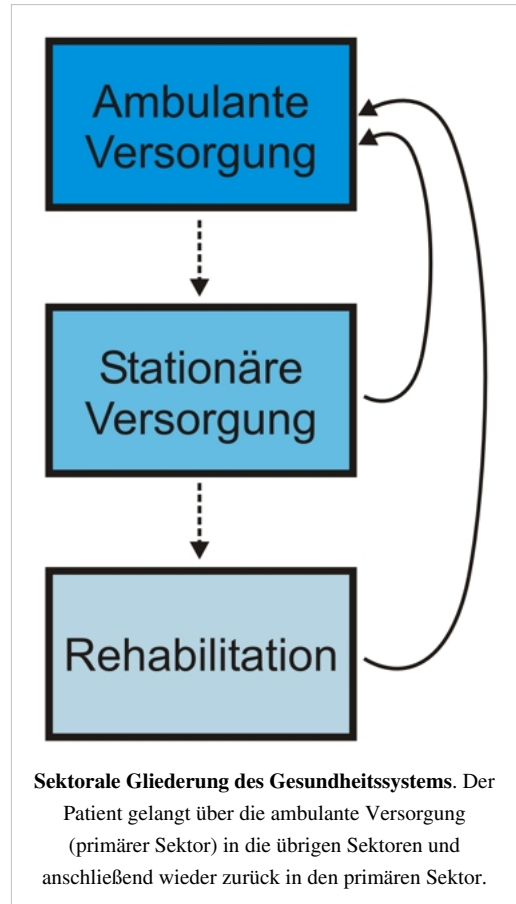 Ambulante
Versorgung
Stationäre
Versorgung
Rehabilitation
Sektorale Gliederung des Gesundheitssystems. Der
Patient gelangt über die ambulante Versorgung
(primärer Sektor) in die übrigen Sektoren und
anschließend wieder zurück in den primären Sektor.